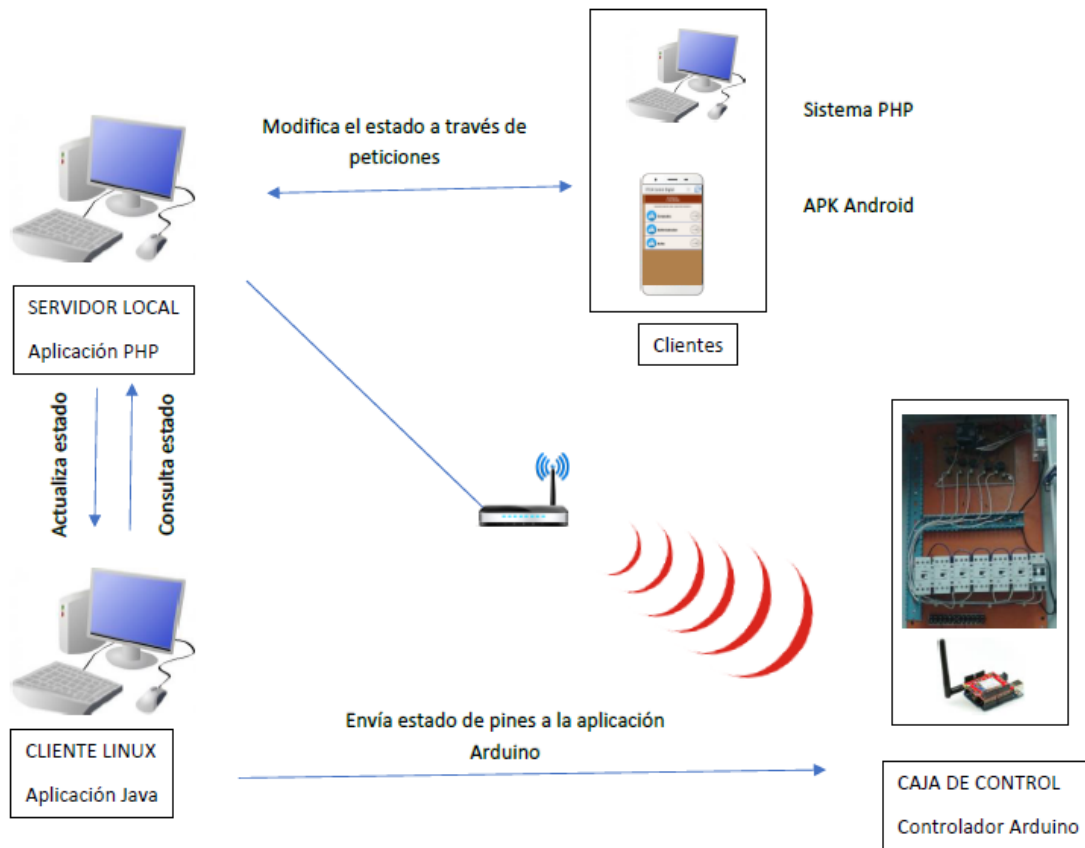 Modifica el estado a través de
peticiones
Sistema PHP
APK Android
Clientes
SERVIDOR LOCAL
Aplicación PHP
Actualiza estado
Consulta estado
Envía estado de pines a la aplicación
Arduino
CLIENTE LINUX
Aplicación Java
CAJA DE CONTROL
Controlador Arduino